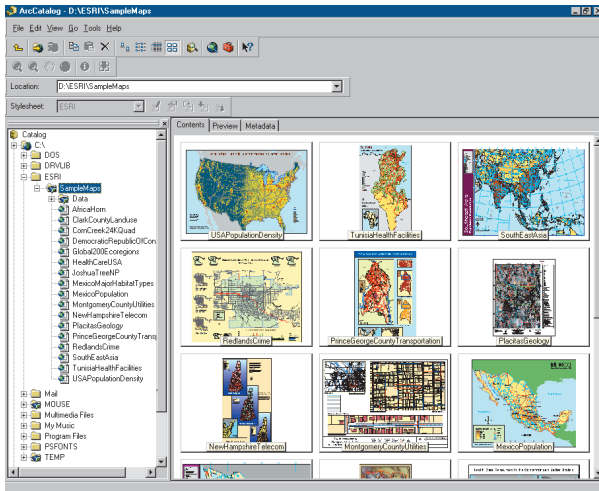 ArcCatalog - D:\ESRI\SampleMaps
File Edit View Go Tools Help
Location: D:\ESRI\SampleMaps
Stylesheet: ESRI
Contents Preview Metadata
Catalog
C:\
DOS
DRVLIB
ESRI
SampleMaps
Data
AfricaHorn
ClarkCountyLanduse
CornCreek24KQuad
DemocraticRepublicOfCon
Global200Ecoregions
HealthCareUSA
JoshuaTreeNP
MexicoMajorHabitatTypes
MexicoPopulation
MontgomeryCountyUtilities
NewHampshireTelecom
PlacitasGeology
PrinceGeorgeCountyTransp
RedlandsCrime
SouthEastAsia
TunisiaHealthFacilities
USAPopulationDensity
Mail
MOUSE
Multimedia Files
My Music
Program Files
PSFONTS
TEMP
USAPopulationDensity
TunisiaHealthFacilities
SouthEastAsia
RedlandsCrime
PrinceGeorgeCountyTransportation
PlacitasGeology
NewHampshireTelecom
MontgomeryCountyUtilities
MEXICO
MexicoPopulation